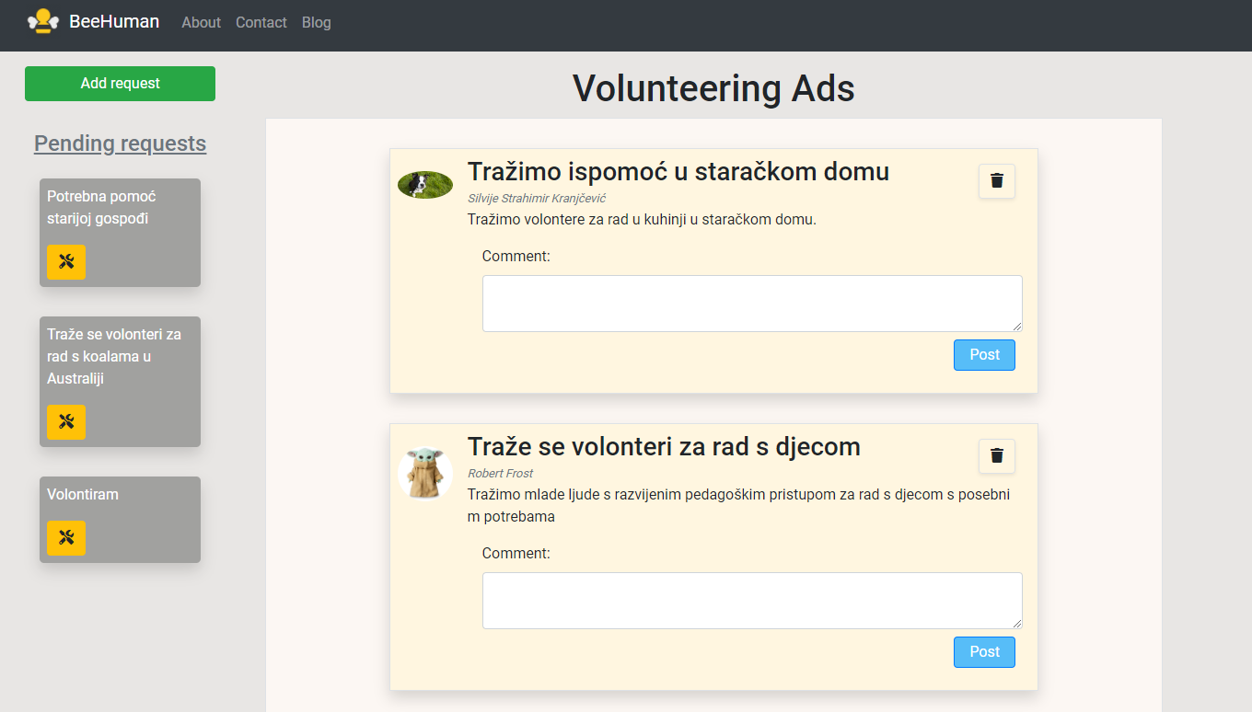 BeeHuman About Contact Blog
Add request
Pending requests
Potrebna pomoć
starijoj gospođi
Traže se volonteri za
rad s koalama u
Australiji
Volontiram
Volunteering Ads
Tražimo ispomoć u staračkom domu
Silvije Strahimir Kranjčević
Tražimo volontere za rad u kuhinji u staračkom domu.
Comment:
Post
Traže se volonteri za rad s djecom
Robert Frost
Tražimo mlade ljude s razvijenim pedagoškim pristupom za rad s djecom s posebni
m potrebama
Comment:
Post